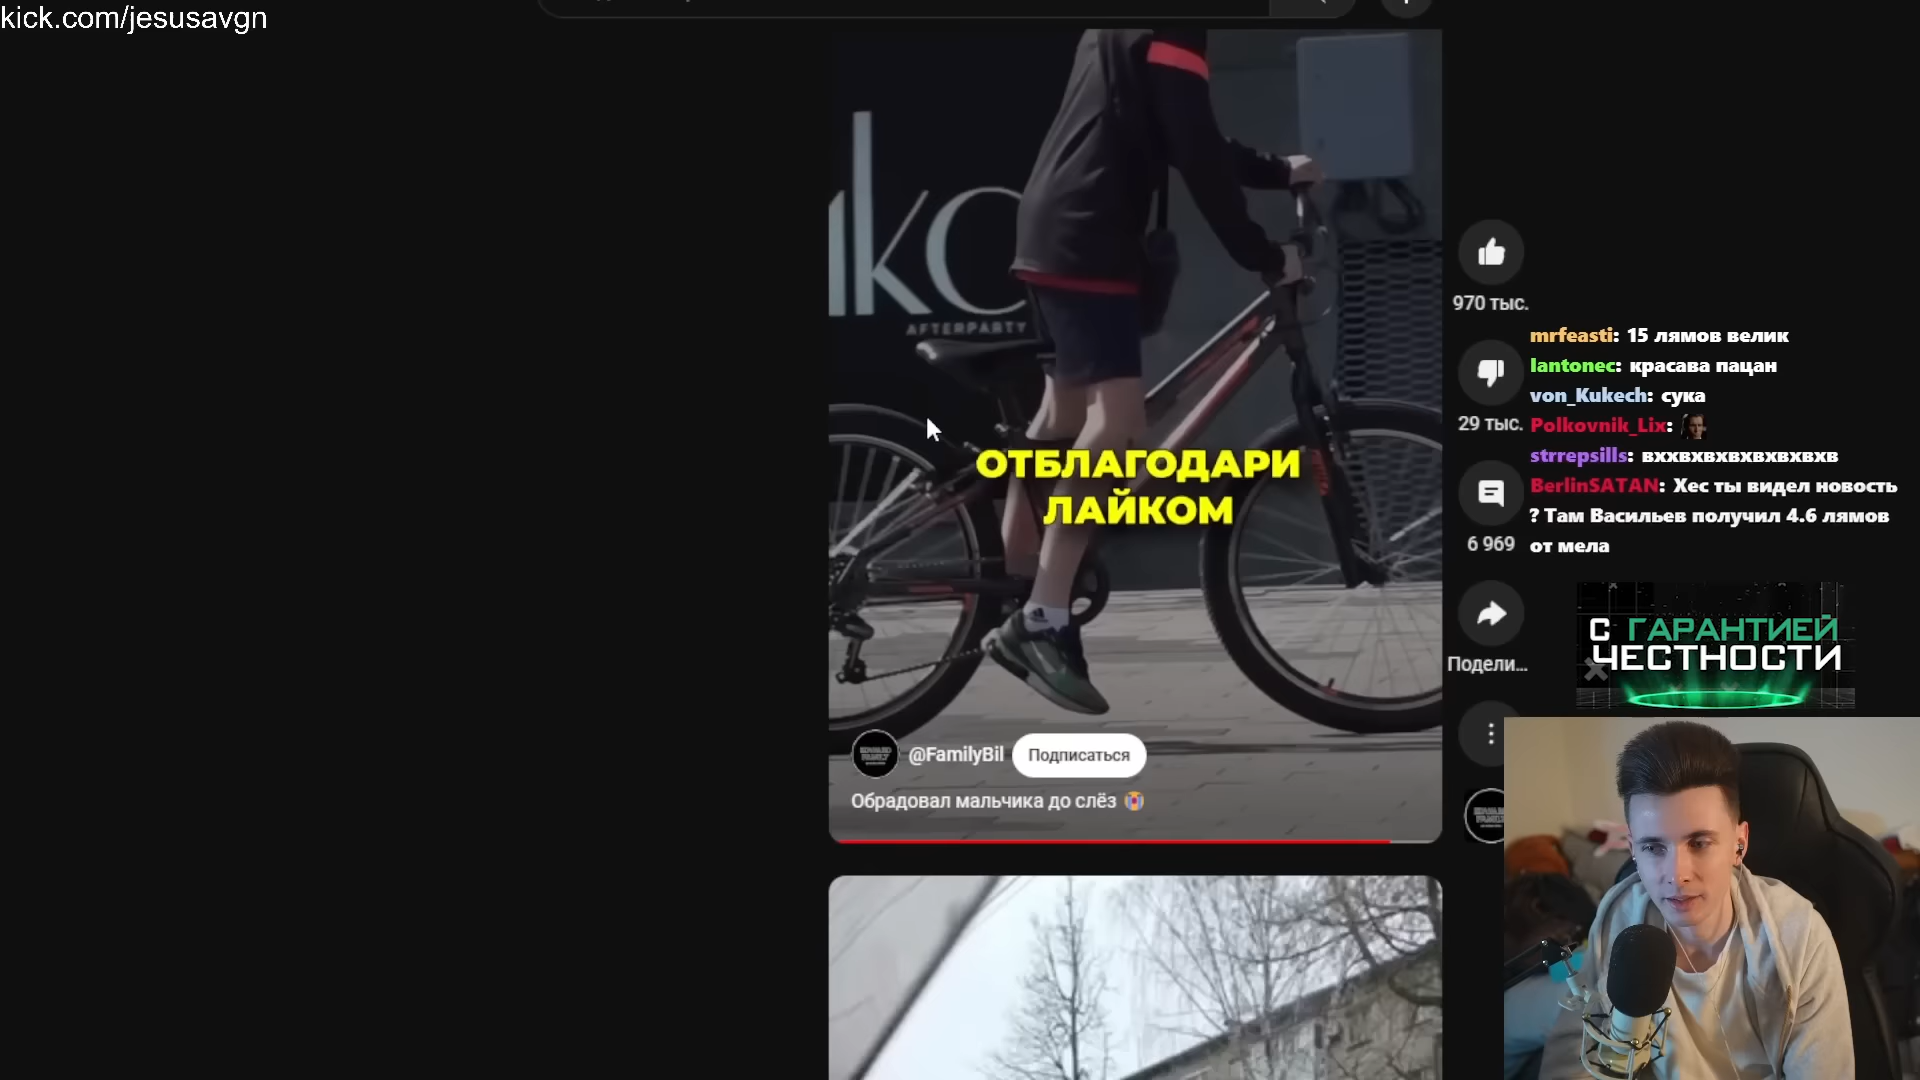 kick.com/jesusavgn
AFTERPARTY
ОТБЛАГОДАРИ
ЛАЙКОМ
@FamilyBil Подписаться
Обрадовал мальчика до слёз 😭
970 тыс.
29 тыс.
6 969
Подели...
mrfeasti: 15 лямов велик
lantonec: красава пацан
von_Kukech: сука
Polkovnik_Lix:
strrepsills: вххвхвхвхвхвхвхв
BerlinSATAN: Хес ты видел новость
? Там Васильев получил 4.6 лямов
от мела
С ГАРАНТИЕЙ
ЧЕСТНОСТИ